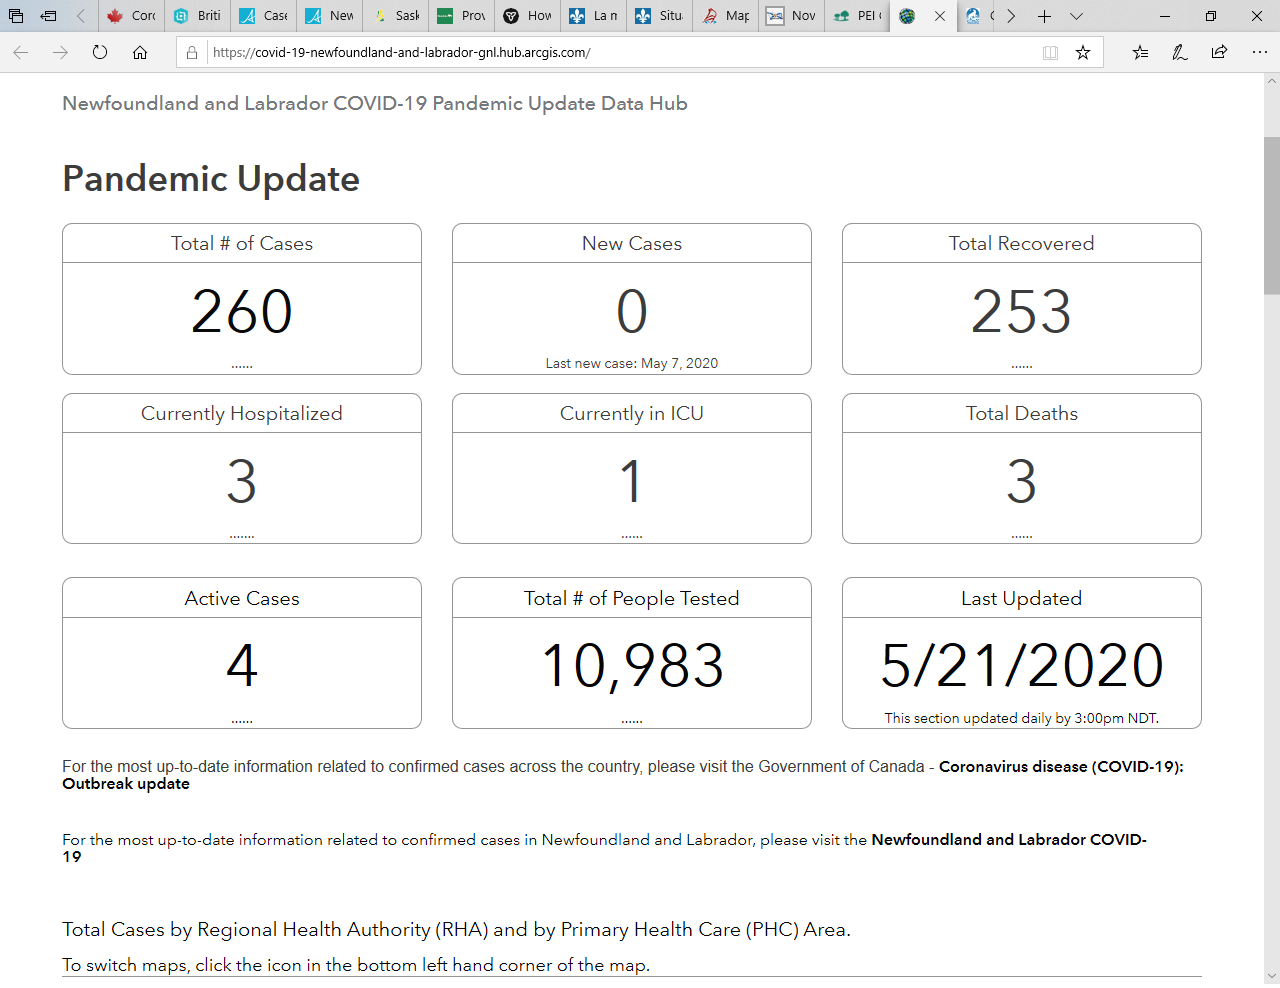 Corc
Briti
Case
New
Sask
Prov
How
La m
Situ
Map
Nov
PEI
https://covid-19-newfoundland-and-labrador-gnl.hub.arcgis.com/
Newfoundland and Labrador COVID-19 Pandemic Update Data Hub
Pandemic Update
Total # of Cases
260
......
New Cases
0
Last new case: May 7, 2020
Total Recovered
253
......
Currently Hospitalized
3
.......
Currently in ICU
1
......
Total Deaths
3
......
Active Cases
4
......
Total # of People Tested
10,983
......
Last Updated
5/21/2020
This section updated daily by 3:00pm NDT.
For the most up-to-date information related to confirmed cases across the country, please visit the Government of Canada - Coronavirus disease (COVID-19):
Outbreak update
For the most up-to-date information related to confirmed cases in Newfoundland and Labrador, please visit the Newfoundland and Labrador COVID-
19
Total Cases by Regional Health Authority (RHA) and by Primary Health Care (PHC) Area.
To switch maps, click the icon in the bottom left hand corner of the map.